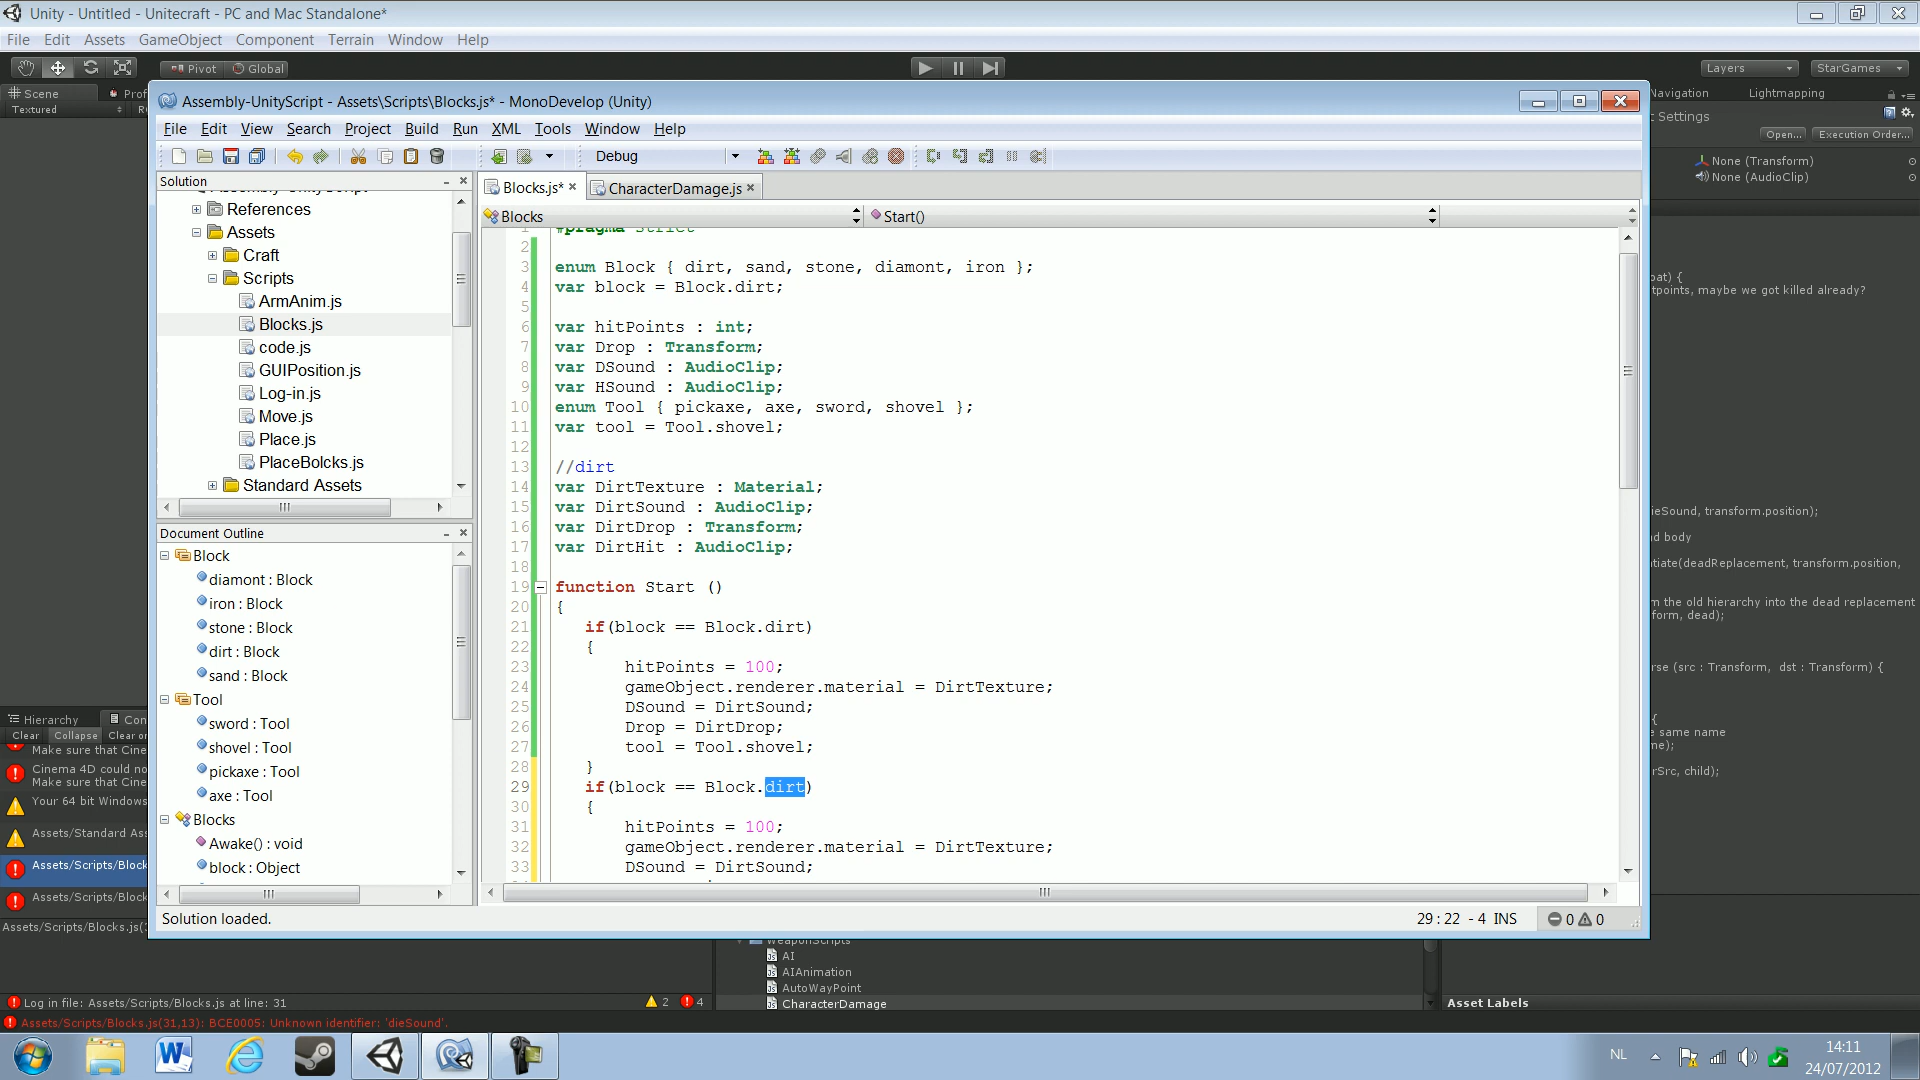 Unity - Untitled - Unitecraft - PC and Mac Standalone*
File Edit Assets GameObject Component Terrain Window Help
Pivot Global
Layers
StarGames
Scene
Prof
Textured
Navigation
Lightmapping
Settings
Open...
Execution Order...
None (Transform)
None (AudioClip)
Assembly-UnityScript - Assets\Scripts\Blocks.js* - MonoDevelop (Unity)
File Edit View Search Project Build Run XML Tools Window Help
Debug
Solution
References
Assets
Craft
Scripts
ArmAnim.js
Blocks.js
code.js
GUIPosition.js
Log-in.js
Move.js
Place.js
PlaceBolcks.js
Standard Assets
Document Outline
Block
diamont : Block
iron : Block
stone : Block
dirt : Block
sand : Block
Tool
sword : Tool
shovel : Tool
pickaxe : Tool
axe : Tool
Blocks
Awake() : void
block : Object
Blocks.js*
CharacterDamage.js
Blocks
Start()
1 #pragma strict
2
3 enum Block { dirt, sand, stone, diamont, iron };
4 var block = Block.dirt;
5
6 var hitPoints : int;
7 var Drop : Transform;
8 var DSound : AudioClip;
9 var HSound : AudioClip;
10 enum Tool { pickaxe, axe, sword, shovel };
11 var tool = Tool.shovel;
12
13 //dirt
14 var DirtTexture : Material;
15 var DirtSound : AudioClip;
16 var DirtDrop : Transform;
17 var DirtHit : AudioClip;
18
19 function Start ()
20 {
21 if(block == Block.dirt)
22 {
23 hitPoints = 100;
24 gameObject.renderer.material = DirtTexture;
25 DSound = DirtSound;
26 Drop = DirtDrop;
27 tool = Tool.shovel;
28 }
29 if(block == Block.dirt)
30 {
31 hitPoints = 100;
32 gameObject.renderer.material = DirtTexture;
33 DSound = DirtSound;
Solution loaded.
29 : 22 - 4 INS
0 0
oat) {
tpoints, maybe we got killed already?
ieSound, transform.position);
d body
tiate(deadReplacement, transform.position,
m the old hierarchy into the dead replacement
form, dead);
rse (src : Transform, dst : Transform) {
{
e same name
me);
rSrc, child);
Hierarchy
Con
Clear Collapse Clear on
Make sure that Cine
Cinema 4D could no
Make sure that Cine
Your 64 bit Windows
Assets/Standard Ass
Assets/Scripts/Block
Assets/Scripts/Block
Assets/Scripts/Blocks.js(
WeaponScripts
AI
AIAnimation
AutoWayPoint
CharacterDamage
Asset Labels
Log in file: Assets/Scripts/Blocks.js at line: 31
2 4
Assets/Scripts/Blocks.js(31,13): BCE0005: Unknown identifier: 'dieSound'.
NL
14:11
24/07/2012